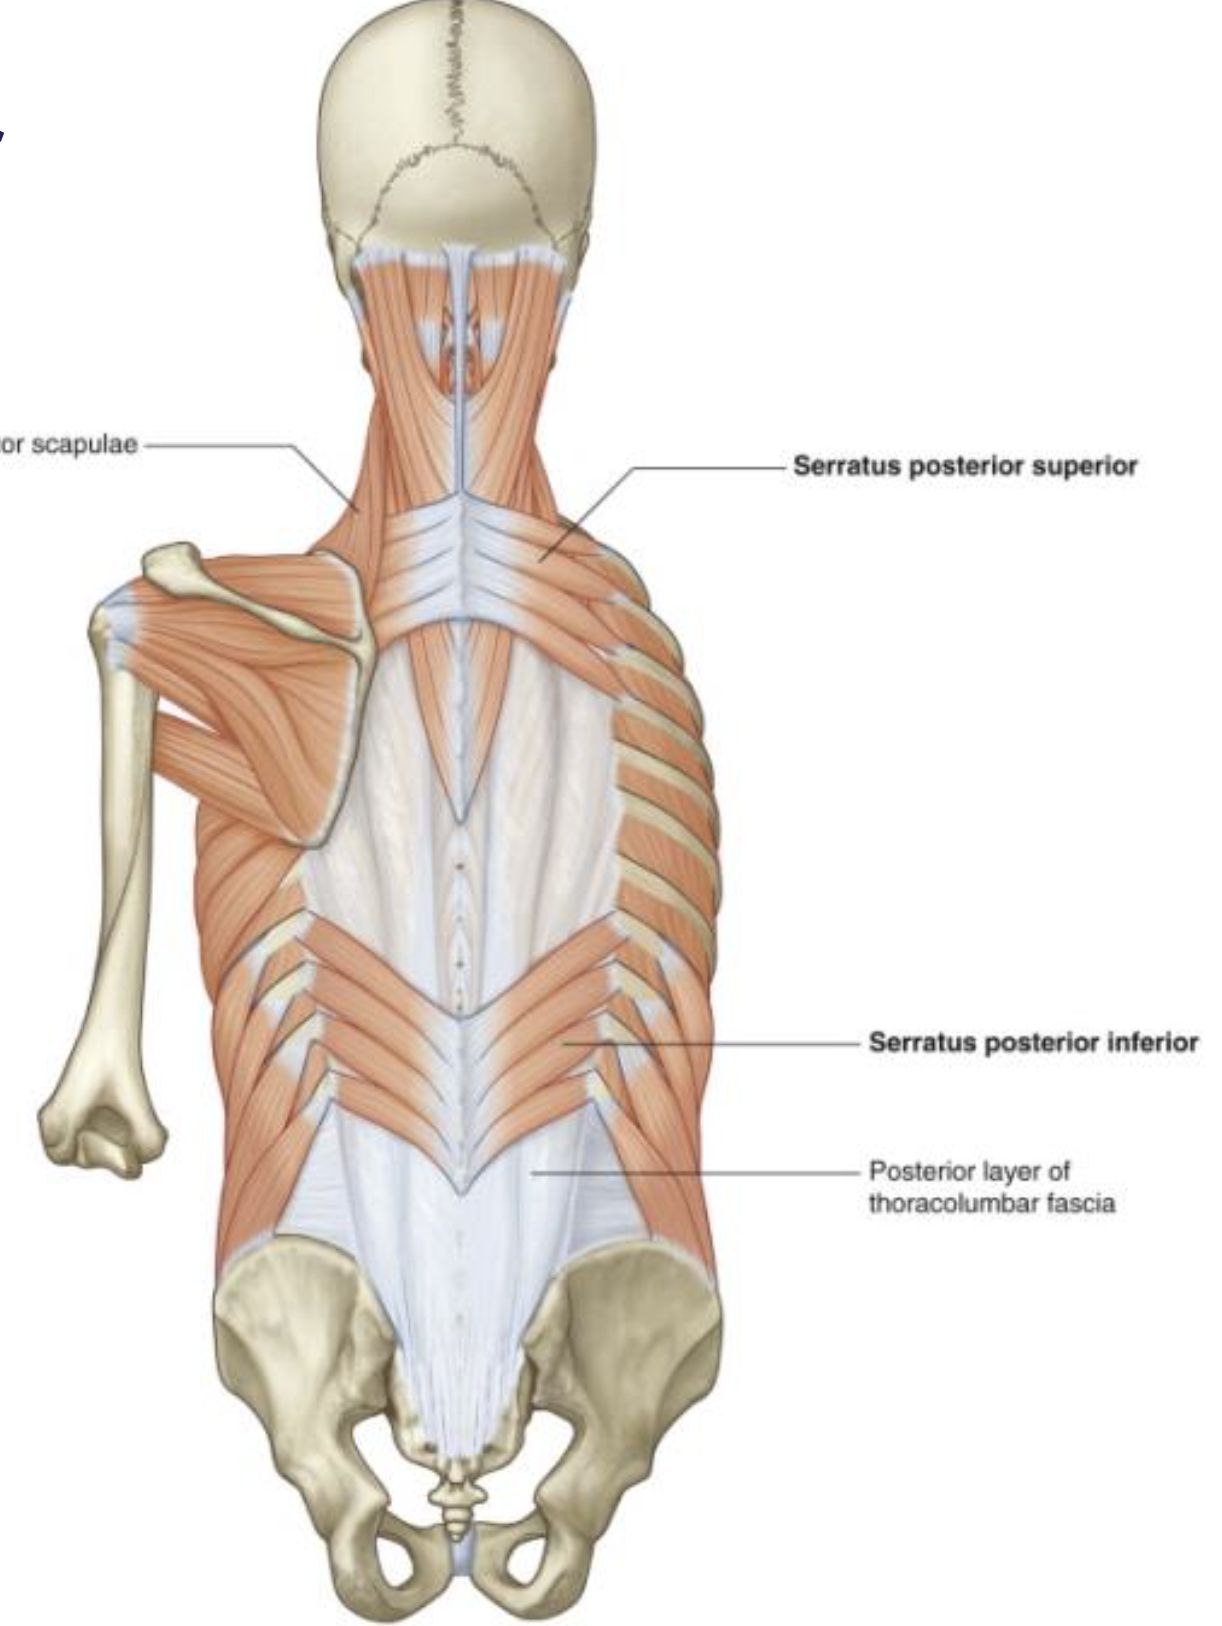 or scapulae
Serratus posterior superior
Serratus posterior inferior
Posterior layer of
thoracolumbar fascia